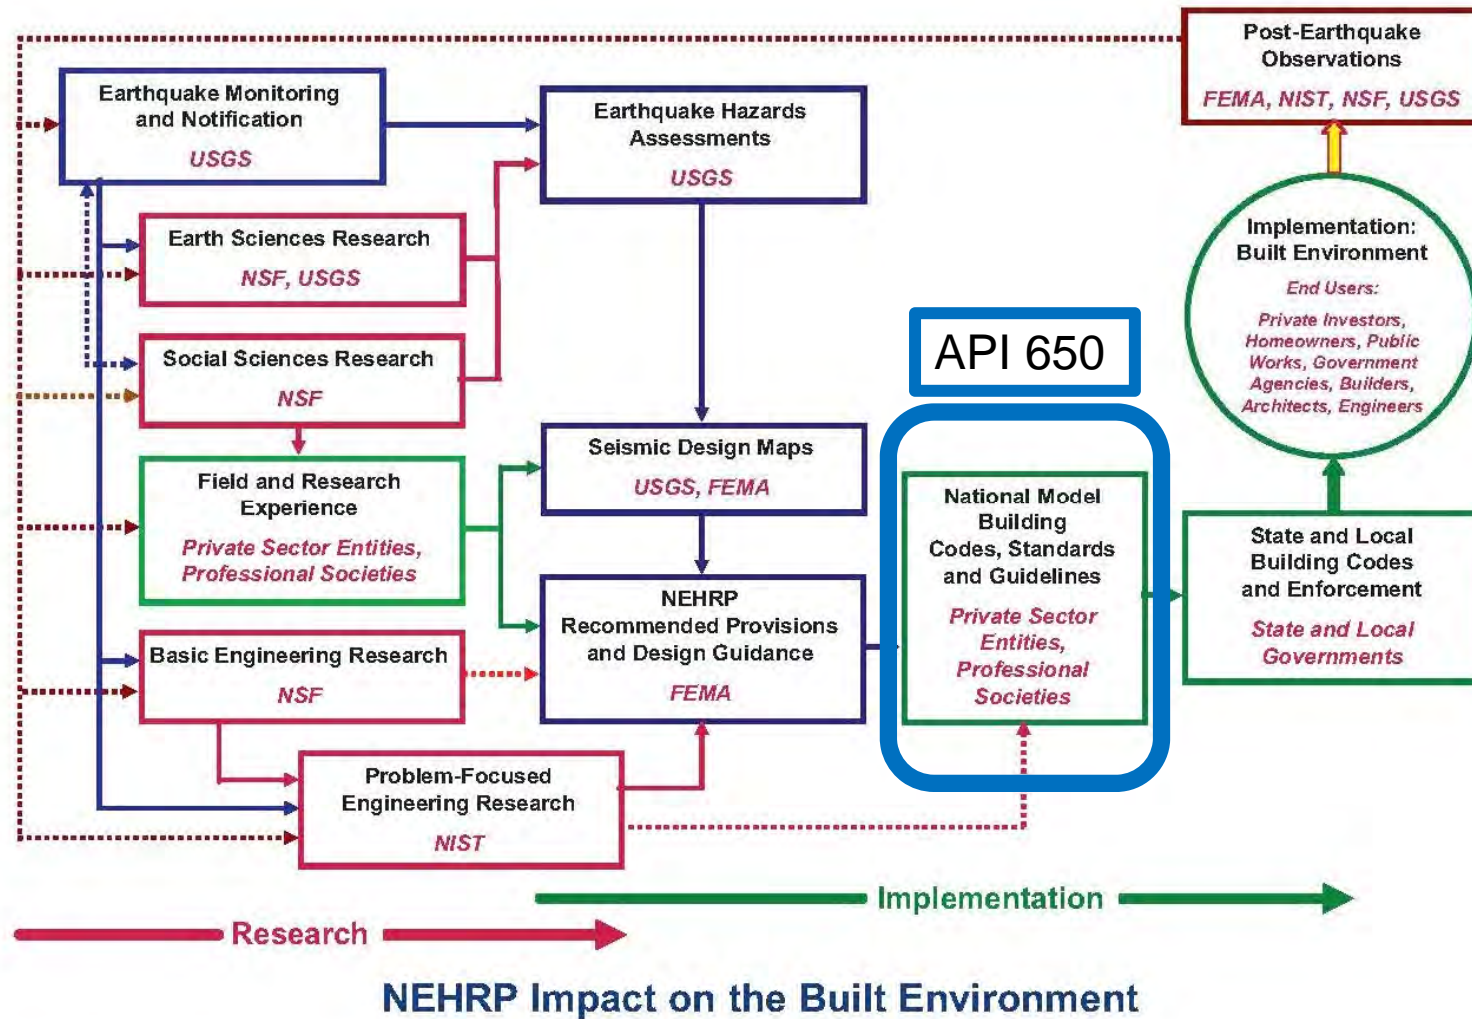 Post-Earthquake
Observations
FEMA, NIST, NSF, USGS
Earthquake Monitoring
and Notification
USGS
Earthquake Hazards
Assessments
USGS
Earth Sciences Research
NSF, USGS
Social Sciences Research
NSF
Implementation:
Built Environment
End Users:
Private Investors,
Homeowners, Public
Works, Government
Agencies, Builders,
Architects, Engineers
API 650
Field and Research
Experience
Private Sector Entities,
Professional Societies
Seismic Design Maps
USGS, FEMA
National Model
Building
Codes, Standards
and Guidelines
Private Sector
Entities,
Professional
Societies
State and Local
Building Codes
and Enforcement
State and Local
Governments
NEHRP
Recommended Provisions
and Design Guidance
FEMA
Basic Engineering Research
NSF
Problem-Focused
Engineering Research
NIST
Implementation
Research
NEHRP Impact on the Built Environment